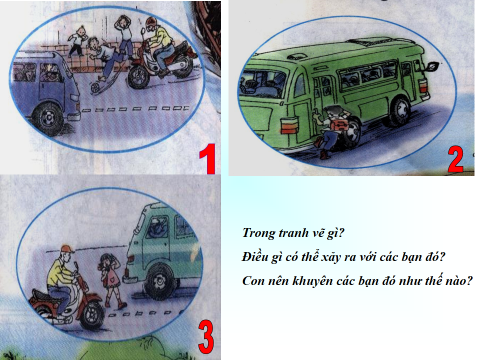 1
2
3
Trong tranh vẽ gì?
Điều gì có thể xảy ra với các bạn đó?
Con nên khuyên các bạn đó như thế nào?